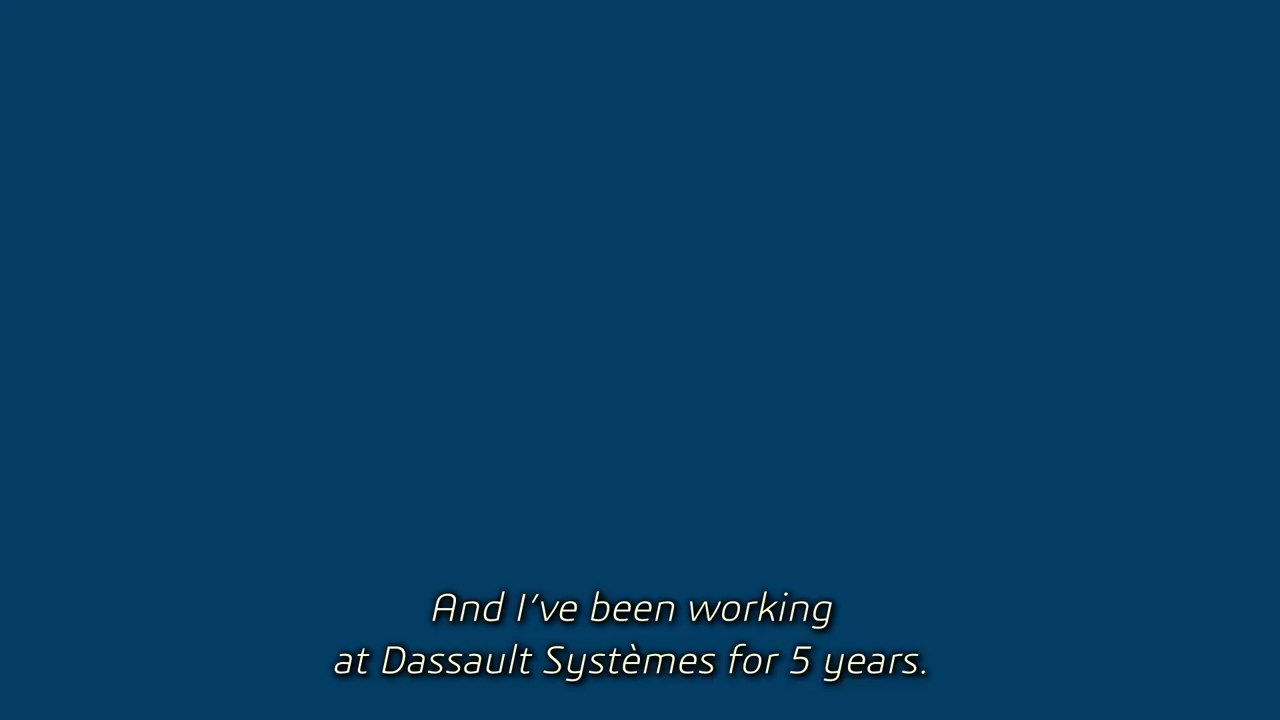 And I've been working
at Dassault Systèmes for 5 years.